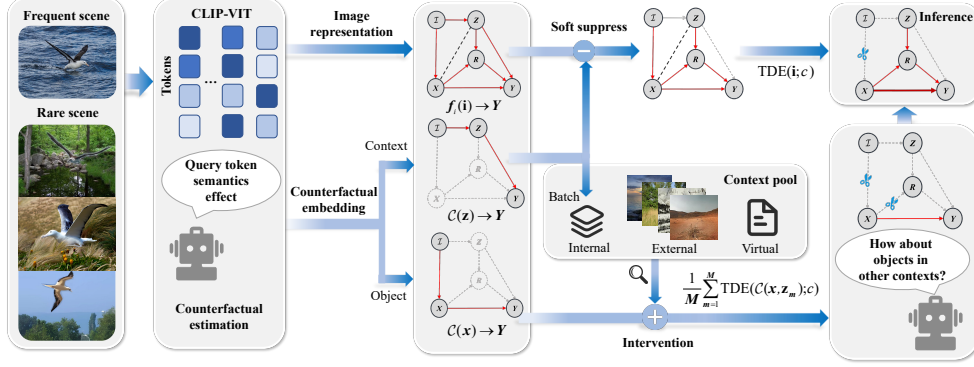 Frequent scene
Rare scene
CLIP-VIT
Tokens
...
Query token
semantics
effect
Counterfactual
estimation
Image
representation
Counterfactual
embedding
Context
Object
I
Z
R
X
Y
f_i(i) → Y
Z
R
X
Y
C(z) → Y
I
Z
R
X
Y
C(x) → Y
Soft suppress
−
I
Z
R
X
Y
TDE(i;c)
Inference
I
Z
R
X
Y
Batch
Context pool
Internal
External
Virtual
1/M ∑_{m=1}^{M} TDE(C(x,z_m);c)
+
Intervention
I
Z
R
X
Y
How about
objects in
other contexts?